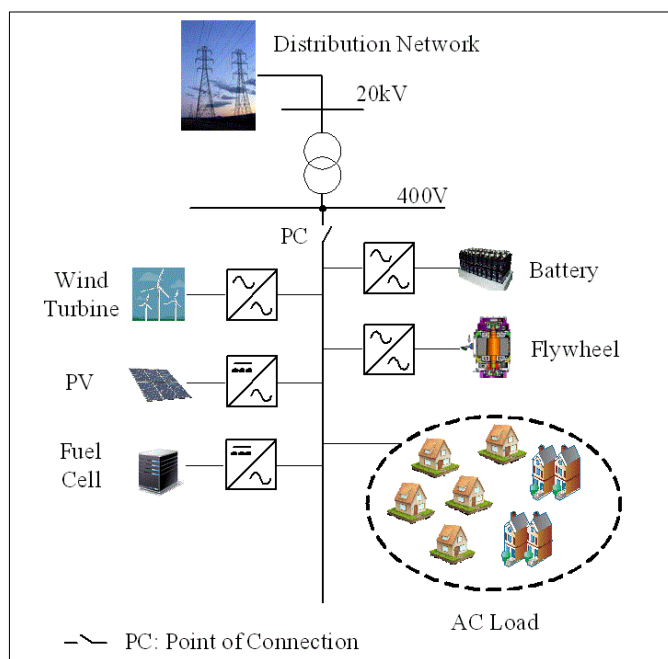 Distribution Network
20kV
400V
PC
Wind
Turbine
Battery
PV
Flywheel
Fuel
Cell
AC Load
PC: Point of Connection